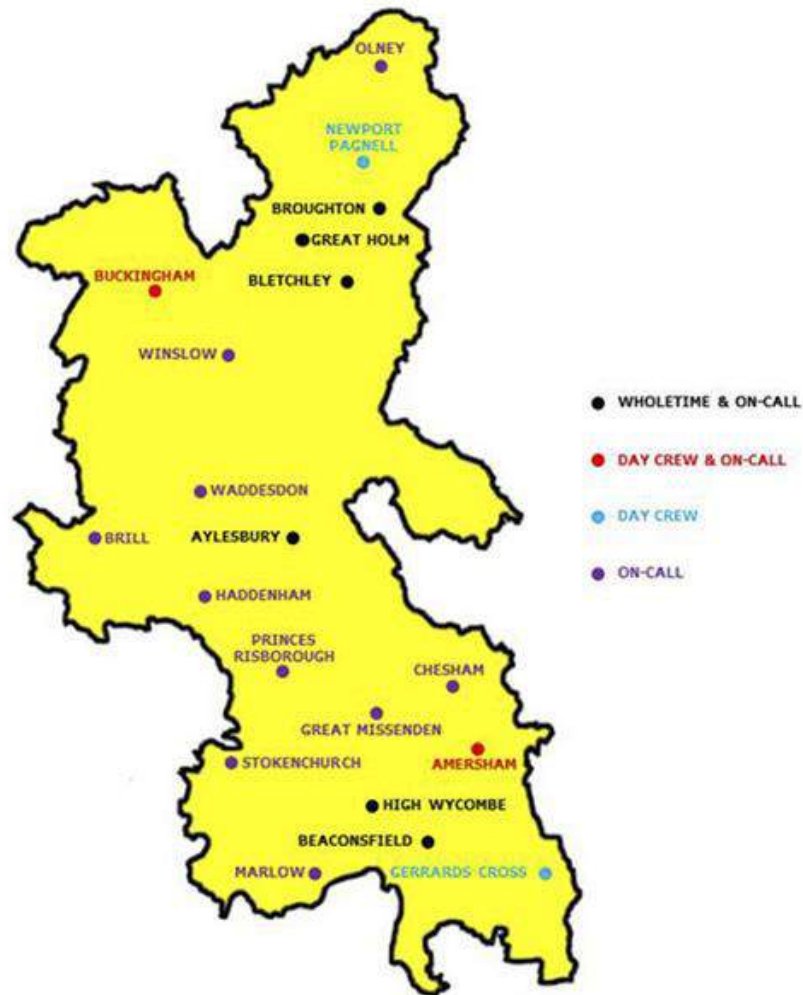 OLNEY
NEWPORT
PAGNELL
BROUGHTON
GREAT HOLM
BUCKINGHAM
BLETCHLEY
WINSLOW
WHOLETIME & ON-CALL
DAY CREW & ON-CALL
WADDESDON
DAY CREW
BRILL
AYLESBURY
ON-CALL
HADDENHAM
PRINCES
RISBOROUGH
CHESHAM
GREAT MISSENDEN
STOKENCHURCH
AMERSHAM
HIGH WYCOMBE
BEACONSFIELD
MARLOW
GERRARDS CROSS